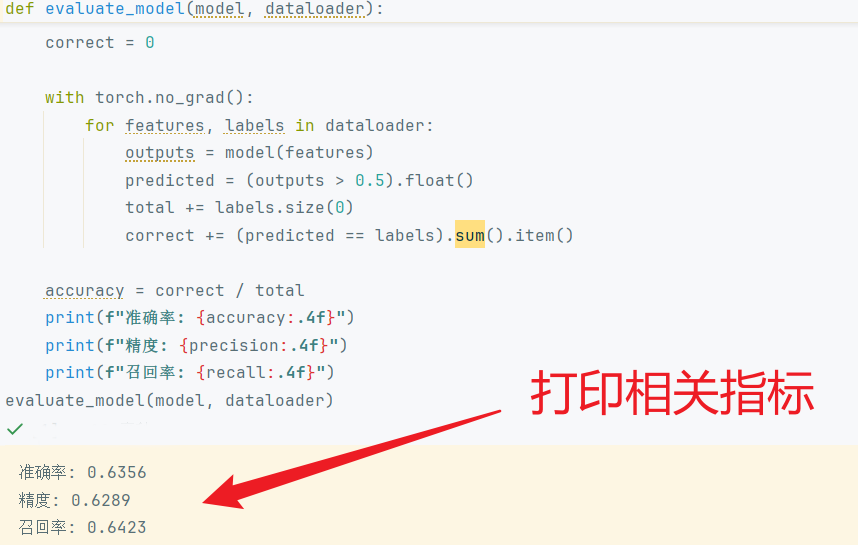 def evaluate_model(model, dataloader):
    correct = 0
    with torch.no_grad():
        for features, labels in dataloader:
            outputs = model(features)
            predicted = (outputs > 0.5).float()
            total += labels.size(0)
            correct += (predicted == labels).sum().item()
    accuracy = correct / total
    print(f"准确率: {accuracy:.4f}")
    print(f"精度: {precision:.4f}")
    print(f"召回率: {recall:.4f}")
打印相关指标
evaluate_model(model, dataloader)
准确率: 0.6356
精度: 0.6289
召回率: 0.6423